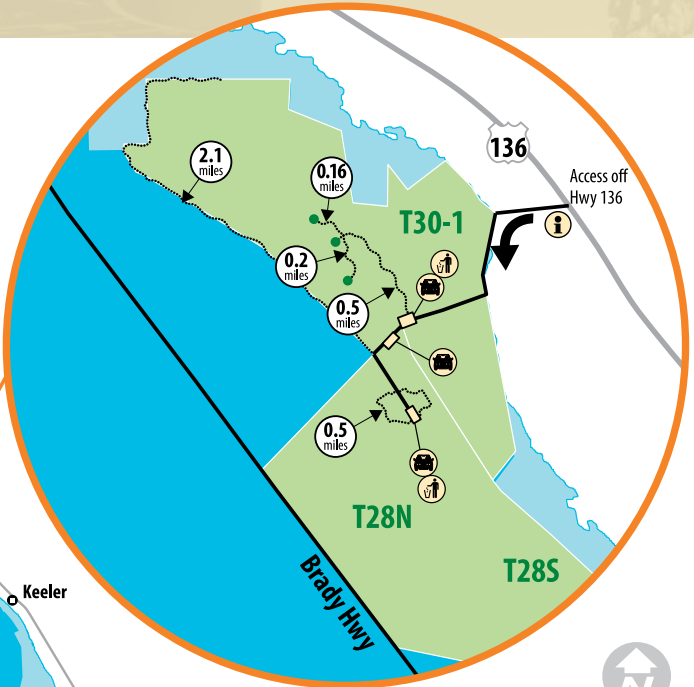 136
Access off
Hwy 136
i
2.1
miles
0.16
miles
T30-1
0.2
miles
0.5
miles
0.5
miles
T28N
T28S
Brady Hwy
Keeler
N